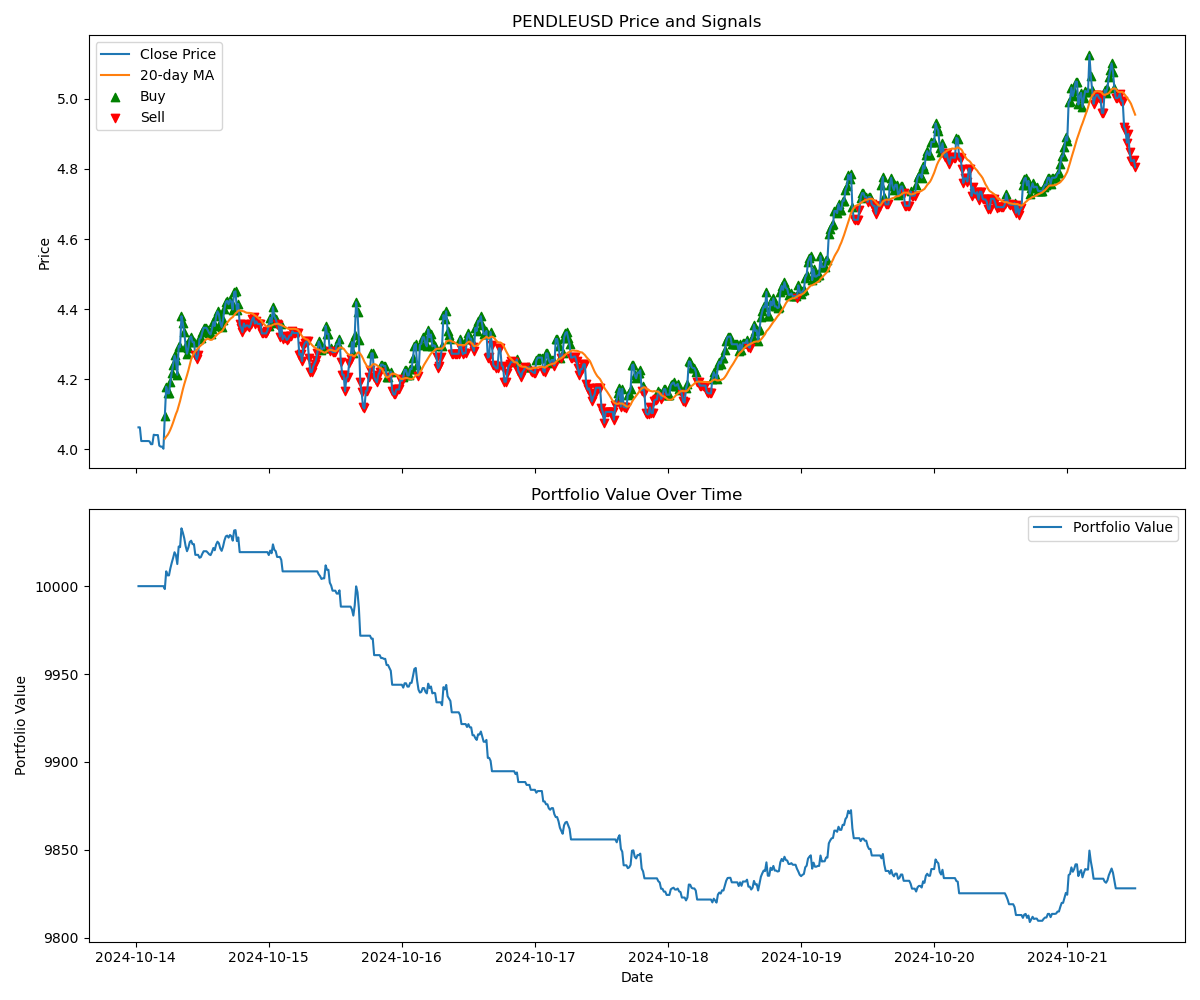 PENDLEUSD Price and Signals
Close Price
20-day MA
Buy
Sell
Price
5.0
4.8
4.6
4.4
4.2
4.0
Portfolio Value Over Time
Portfolio Value
Portfolio Value
10000
9950
9900
9850
9800
2024-10-14
2024-10-15
2024-10-16
2024-10-17
2024-10-18
2024-10-19
2024-10-20
2024-10-21
Date